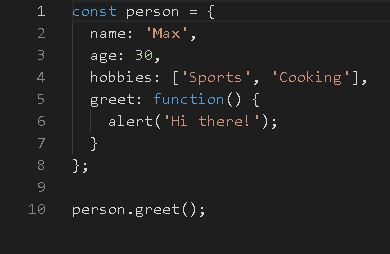 1 const person = {
2   name: 'Max',
3   age: 30,
4   hobbies: ['Sports', 'Cooking'],
5   greet: function() {
6     alert('Hi there!');
7   }
8 };
9
10 person.greet();